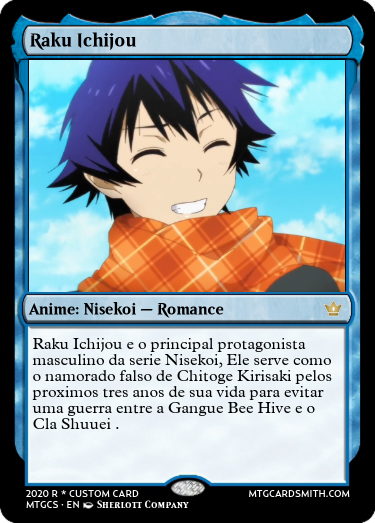 Raku Ichijou
Anime: Nisekoi — Romance
Raku Ichijou e o principal protagonista
masculino da serie Nisekoi, Ele serve como
o namorado falso de Chitoge Kirisaki pelos
proximos tres anos de sua vida para evitar
uma guerra entre a Gangue Bee Hive e o
Cla Shuuei .
2020 R * CUSTOM CARD
MTGCARDSMITH.COM
MTGCS · EN Sherlott Company